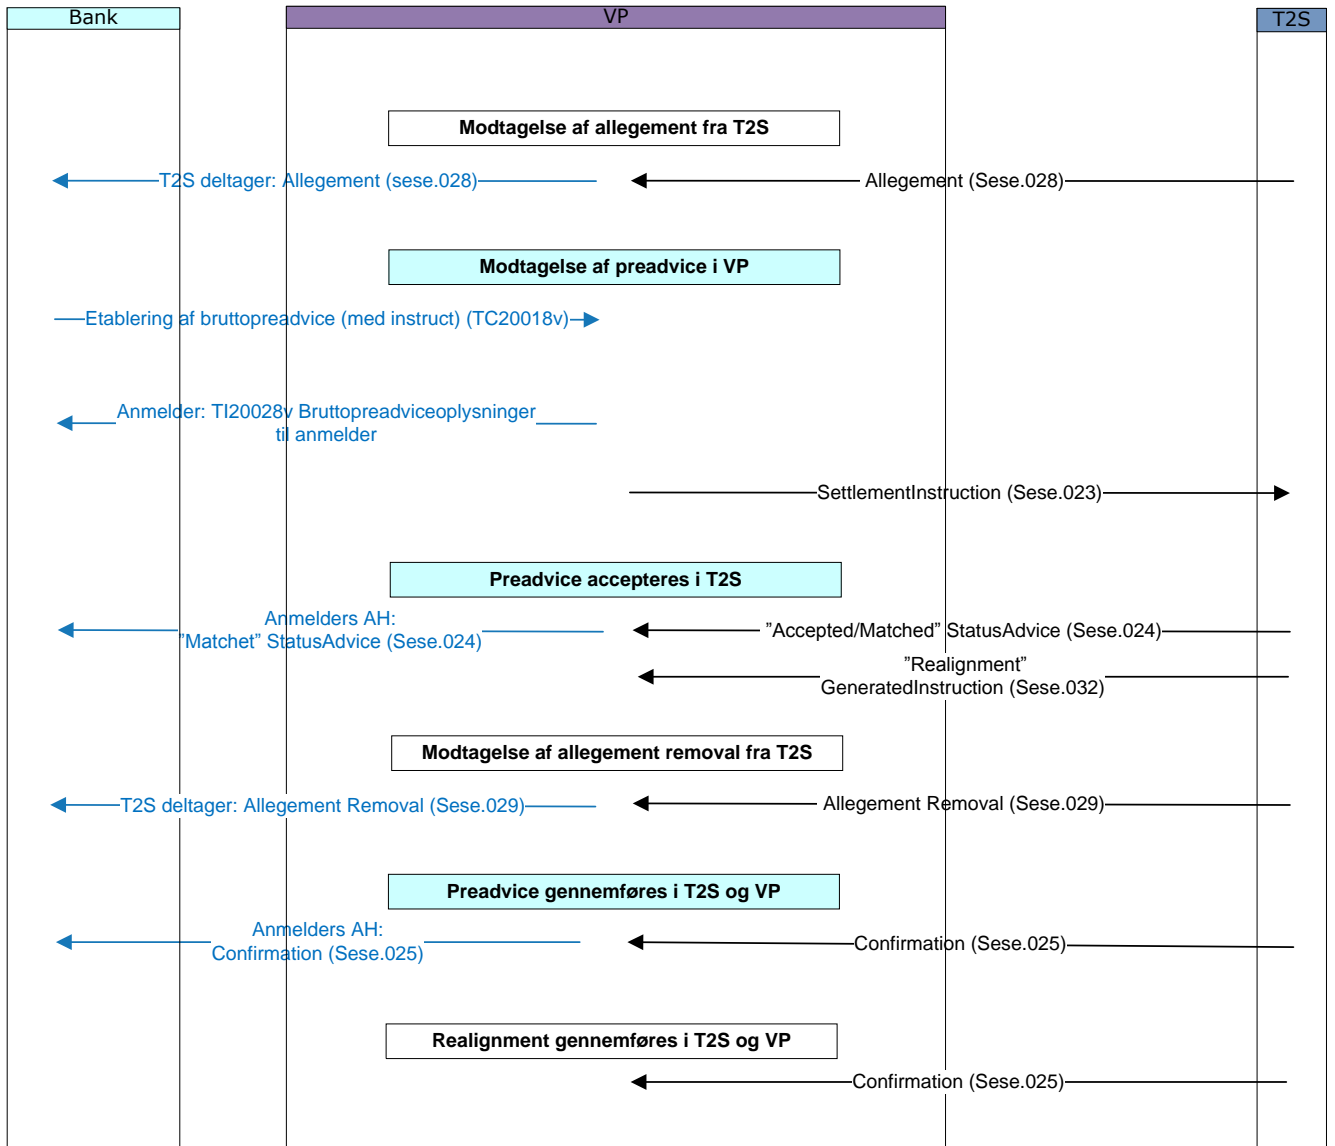 Bank
VP
T2S
Modtagelse af allegement fra T2S
T2S deltager: Allegement (sese.028)
Allegement (Sese.028)
Modtagelse af preadvice i VP
Etablering af bruttopreadvice (med instruct) (TC20018v)
Anmelder: TI20028v Bruttopreadviceoplysninger
til anmelder
SettlementInstruction (Sese.023)
Preadvice accepteres i T2S
Anmelders AH:
"Matchet" StatusAdvice (Sese.024)
"Accepted/Matched" StatusAdvice (Sese.024)
"Realignment"
GeneratedInstruction (Sese.032)
Modtagelse af allegement removal fra T2S
T2S deltager: Allegement Removal (Sese.029)
Allegement Removal (Sese.029)
Preadvice gennemføres i T2S og VP
Anmelders AH:
Confirmation (Sese.025)
Confirmation (Sese.025)
Realignment gennemføres i T2S og VP
Confirmation (Sese.025)